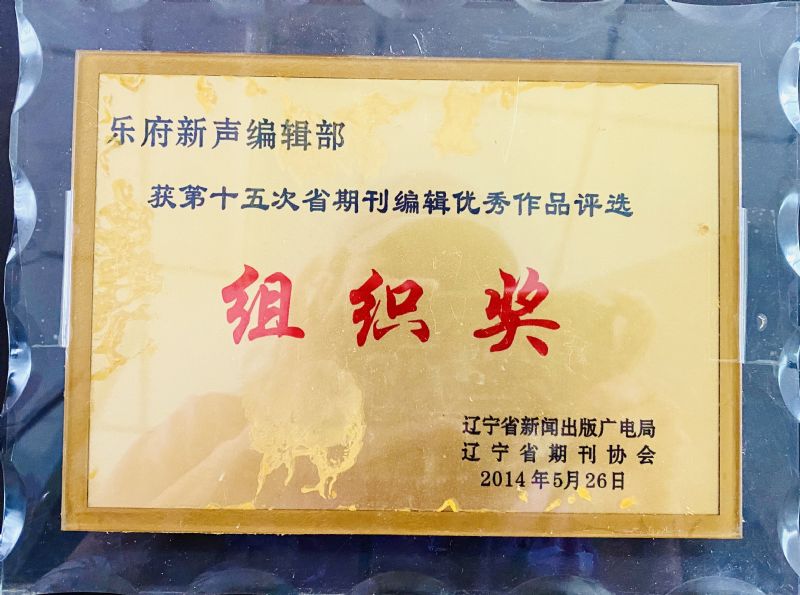 乐府新声编辑部
获第十五次省期刊编辑优秀作品评选
组织奖
辽宁省新闻出版广电局
辽宁省期刊协会
2014年5月26日